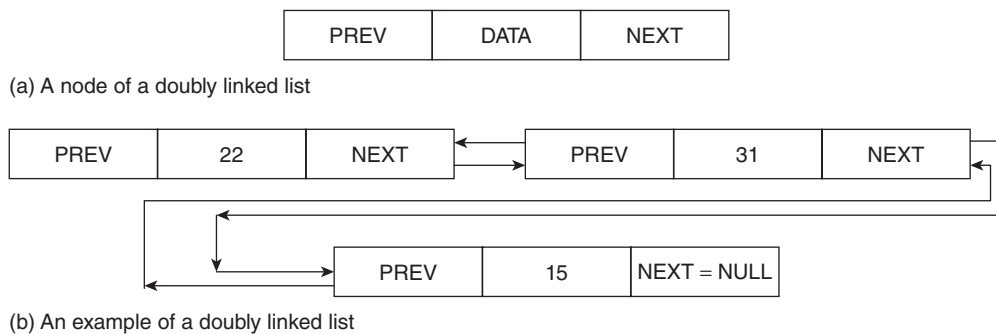 PREV DATA NEXT
(a) A node of a doubly linked list
PREV 22 NEXT PREV 31 NEXT
PREV 15 NEXT = NULL
(b) An example of a doubly linked list